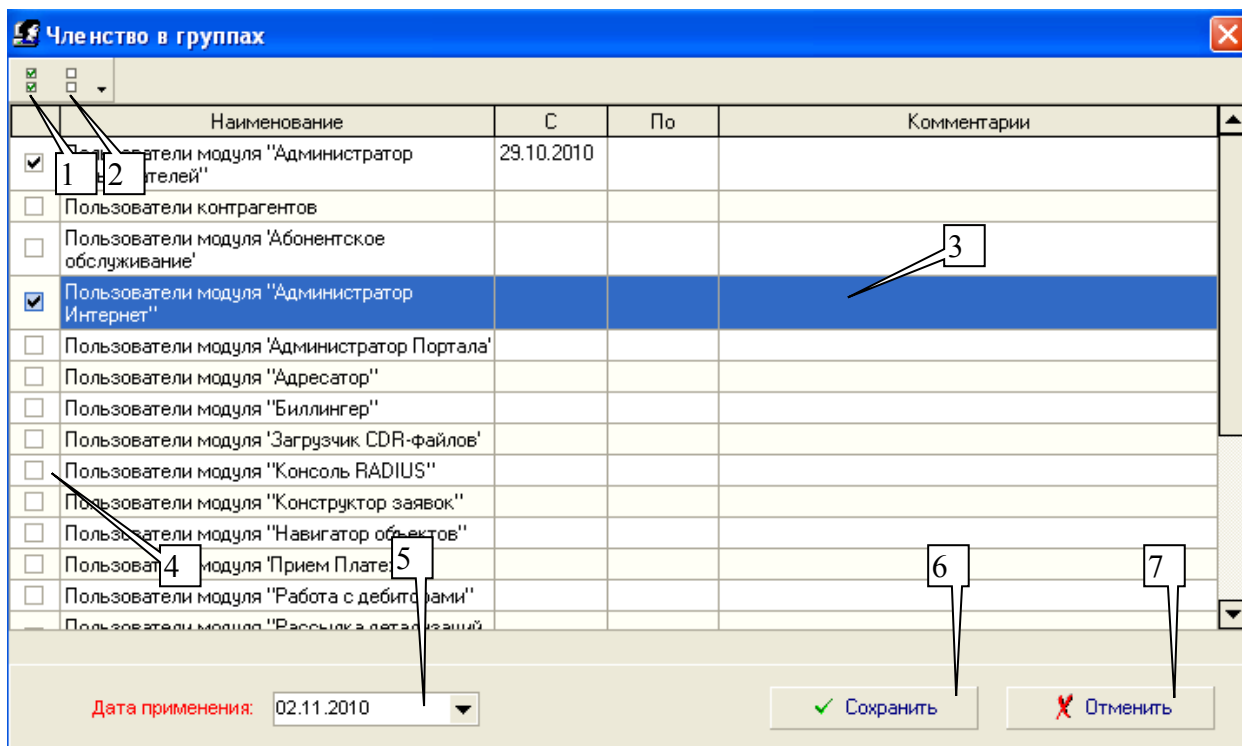 Членство в группах
Наименование С По Комментарии
"Администратор 29.10.2010
1 2
Пользователи контрагентов
Пользователи модуля 'Абонентское
обслуживание'
3
Пользователи модуля "Администратор
Интернет"
Пользователи модуля 'Администратор Портала'
Пользователи модуля "Адресатор"
Пользователи модуля "Биллингер"
Пользователи модуля 'Загрузчик CDR-файлов'
Пользователи модуля "Консоль RADIUS"
Пользователи модуля "Конструктор заявок"
Пользователи модуля "Навигатор объектов"
модуля 'Прием
4 5 6 7
Пользователи модуля "Работа с дебиторами"
Пользователи модуля "Рассылка детализаций
Дата применения: 02.11.2010 Сохранить Отменить